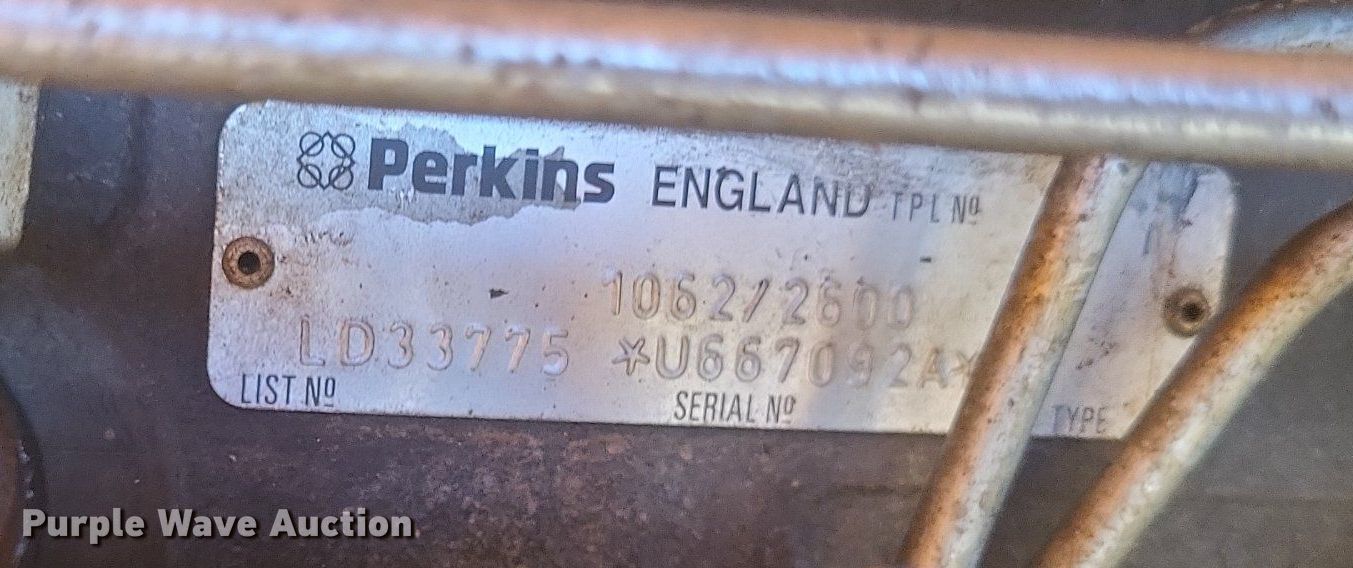 Perkins ENGLAND TPL Nº
1062/2600
LD33775 *U667092A*
LIST Nº SERIAL Nº TYPE
Purple Wave Auction